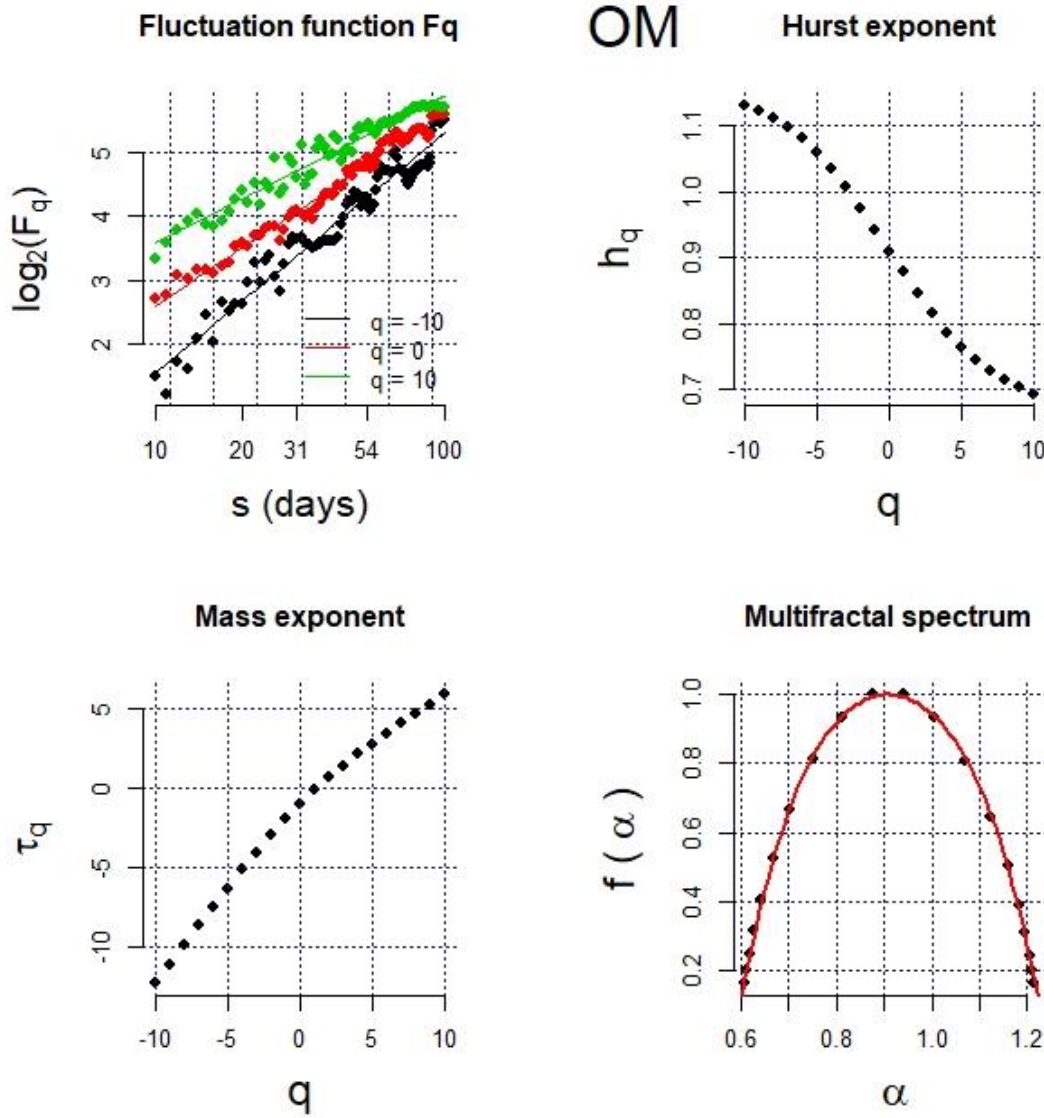 OM
Fluctuation function Fq
log2(Fq)
5
4
3
2
q = -10
q = 0
q = 10
10 20 31 54 100
s (days)
Hurst exponent
hq
1.1
1.0
0.9
0.8
0.7
-10 -5 0 5 10
q
Mass exponent
τq
5
0
-5
-10
-10 -5 0 5 10
q
Multifractal spectrum
f ( α )
1.0
0.8
0.6
0.4
0.2
0.6 0.8 1.0 1.2
α